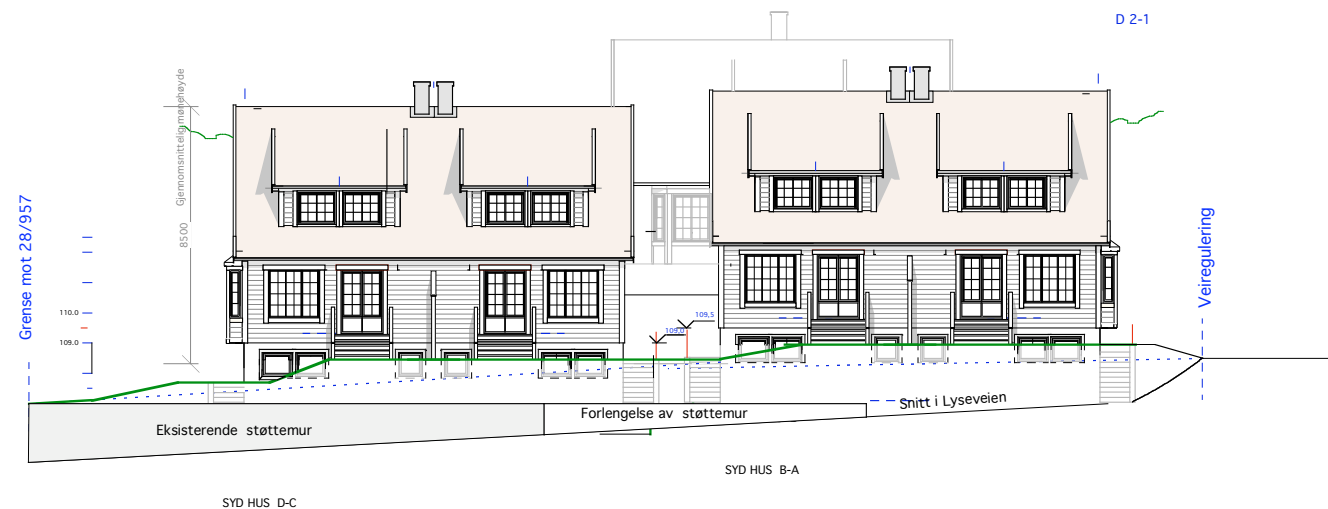 D 2-1
Gjennomsnittelig mønehøyde
8500
Grense mot 28/957
Veiregulering
110.0
109.0
109,5
109,0
Snitt i Lyseveien
Forlengelse av støttemur
Eksisterende støttemur
SYD HUS B-A
SYD HUS D-C